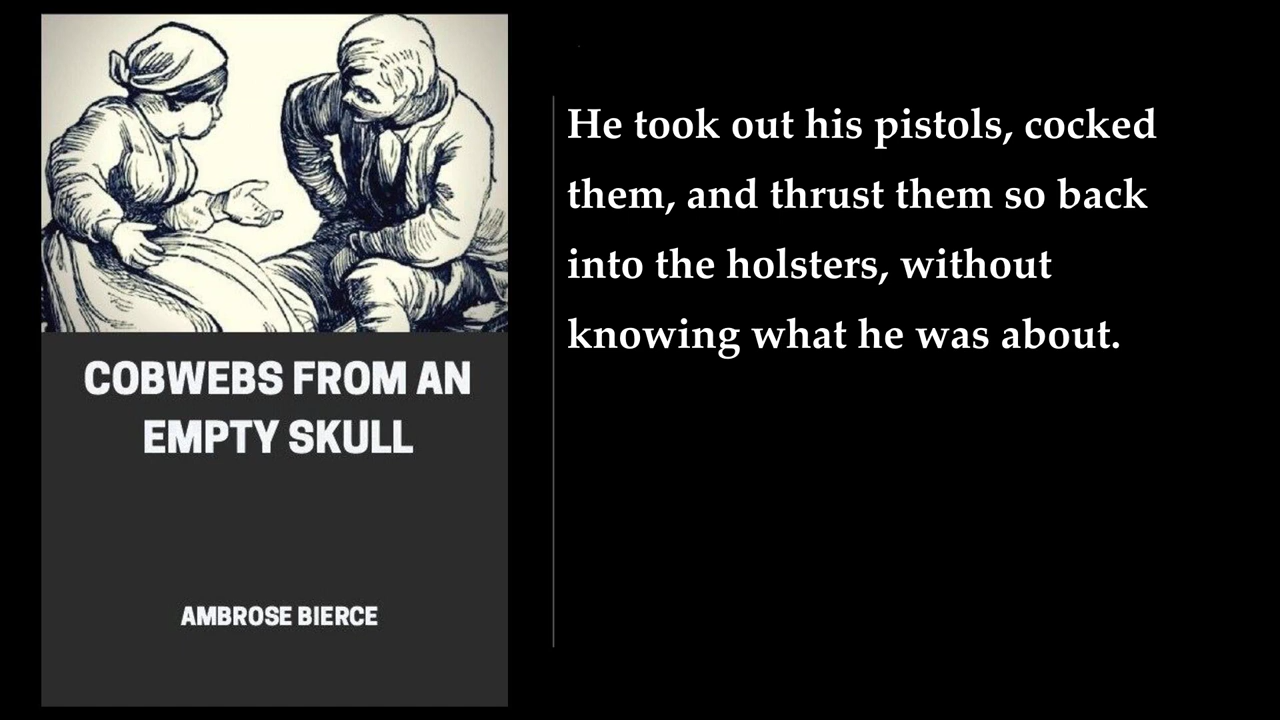 COBWEBS FROM AN
EMPTY SKULL
AMBROSE BIERCE
He took out his pistols, cocked
them, and thrust them so back
into the holsters, without
knowing what he was about.